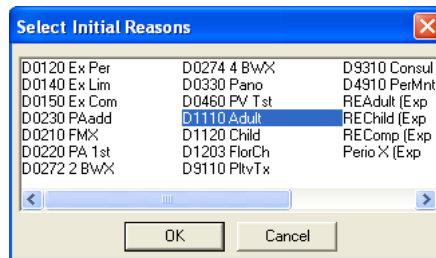 Select Initial Reasons
D0120 Ex Per
D0140 Ex Lim
D0150 Ex Com
D0230 PAadd
D0210 FMX
D0220 PA 1st
D0272 2 BWX
D0274 4 BWX
D0330 Pano
D0460 PV Tst
D1110 Adult
D1120 Child
D1203 FlorCh
D9110 PltvTx
D9310 Consul
D4910 PerMnt
REAdult (Exp
REChild (Exp
REComp (Exp
Perio X (Exp
OK
Cancel